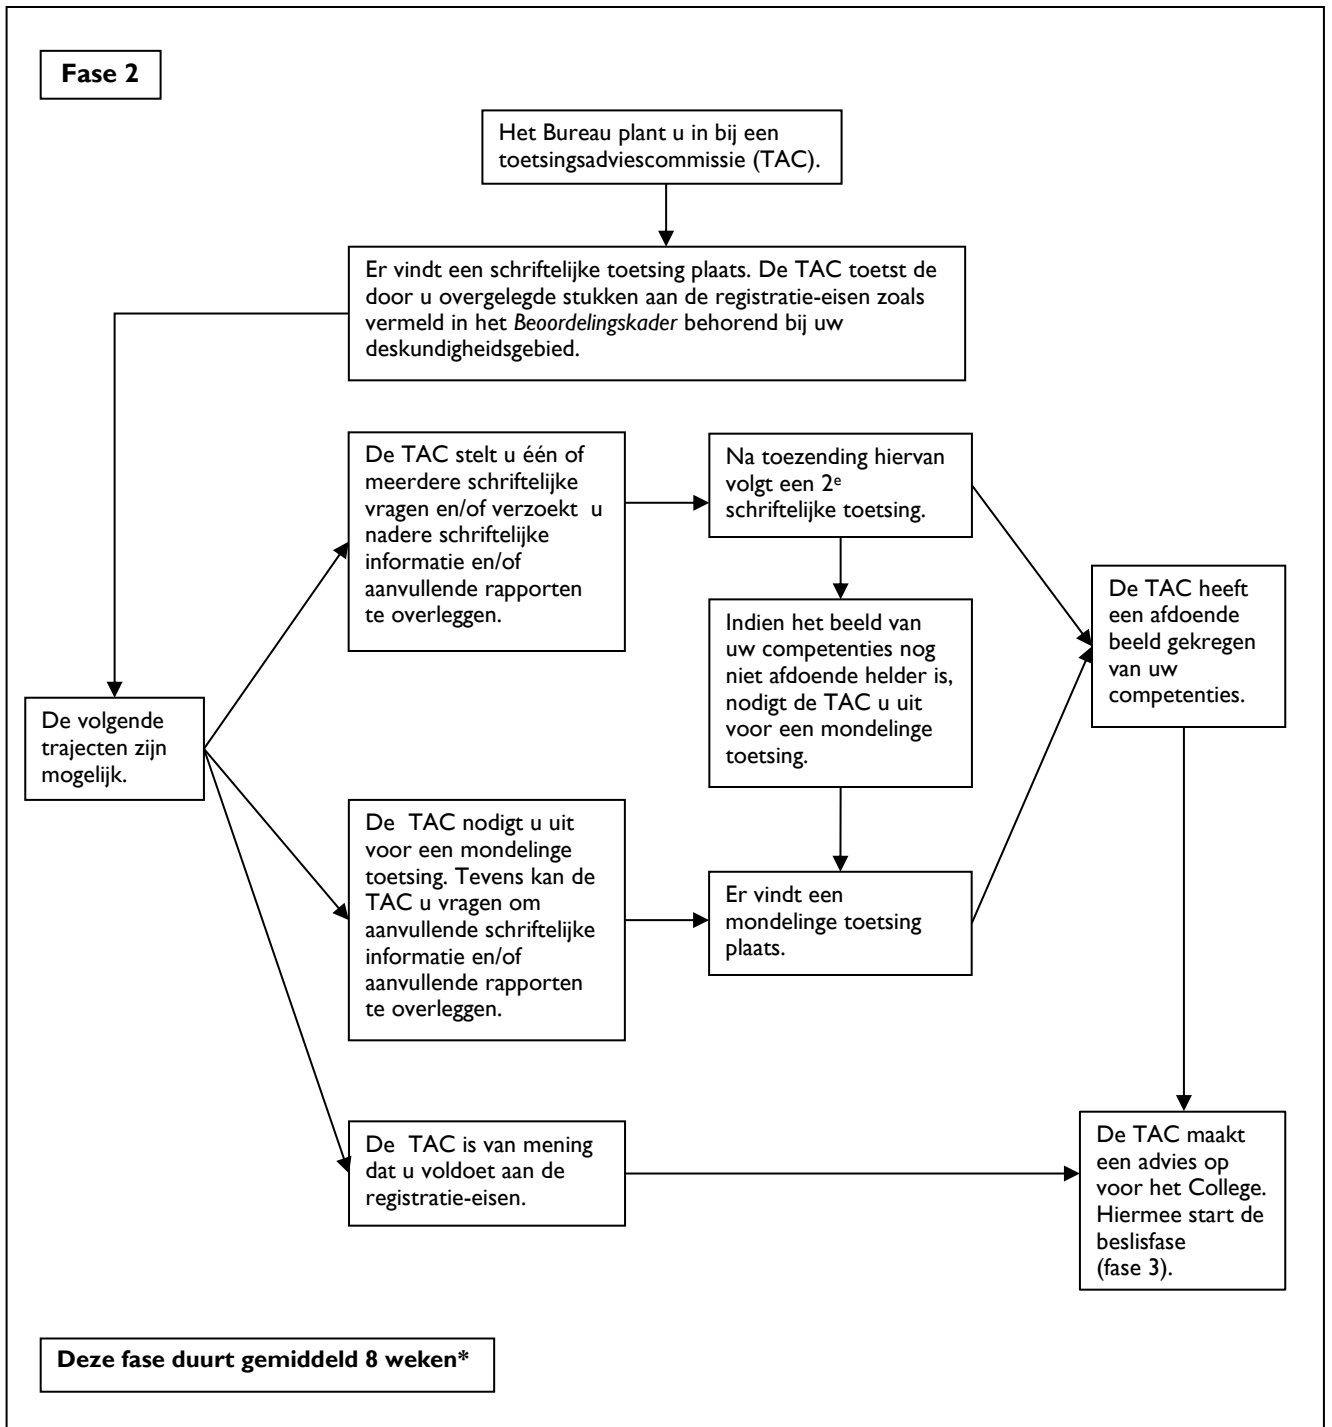 Fase 2
Het Bureau plant u in bij een
toetsingsadviescommissie (TAC).
Er vindt een schriftelijke toetsing plaats. De TAC toetst de
door u overgelegde stukken aan de registratie-eisen zoals
vermeld in het Beoordelingskader behorend bij uw
deskundigheidsgebied.
De TAC stelt u één of
meerdere schriftelijke
vragen en/of verzoekt u
nadere schriftelijke
informatie en/of
aanvullende rapporten
te overleggen.
Na toezending hiervan
volgt een 2e
schriftelijke toetsing.
Indien het beeld van
uw competenties nog
niet afdoende helder is,
nodigt de TAC u uit
voor een mondelinge
toetsing.
De TAC heeft
een afdoende
beeld gekregen
van uw
competenties.
De volgende
trajecten zijn
mogelijk.
De TAC nodigt u uit
voor een mondelinge
toetsing. Tevens kan de
TAC u vragen om
aanvullende schriftelijke
informatie en/of
aanvullende rapporten
te overleggen.
Er vindt een
mondelinge toetsing
plaats.
De TAC is van mening
dat u voldoet aan de
registratie-eisen.
De TAC maakt
een advies op
voor het College.
Hiermee start de
beslisfase
(fase 3).
Deze fase duurt gemiddeld 8 weken*